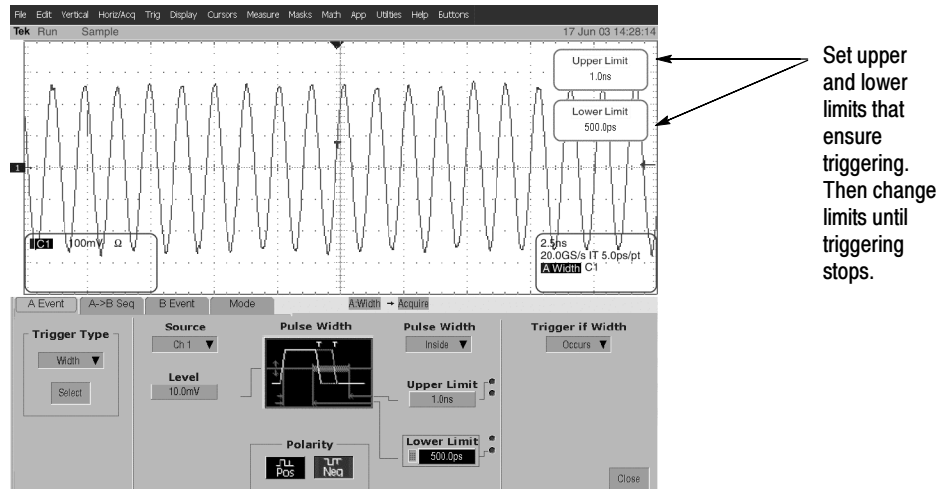 File Edit Vertical Horiz/Acq Trig Display Cursors Measure Masks Math App Utilities Help Buttons
Tek Run Sample 17 Jun 03 14:28:14
Upper Limit
1.0ns
Lower Limit
500.0ps
Set upper
and lower
limits that
ensure
triggering.
Then change
limits until
triggering
stops.
1
C1 100mV Ω
2.5ns
20.0GS/s IT 5.0ps/pt
A Width C1
A Event A->B Seq B Event Mode A:Width → Acquire
Trigger Type
Width
Select
Source
Ch 1
Level
10.0mV
Pulse Width
T T
Polarity
Pos Neg
Pulse Width
Inside
Upper Limit
1.0ns
Lower Limit
500.0ps
Trigger if Width
Occurs
Close